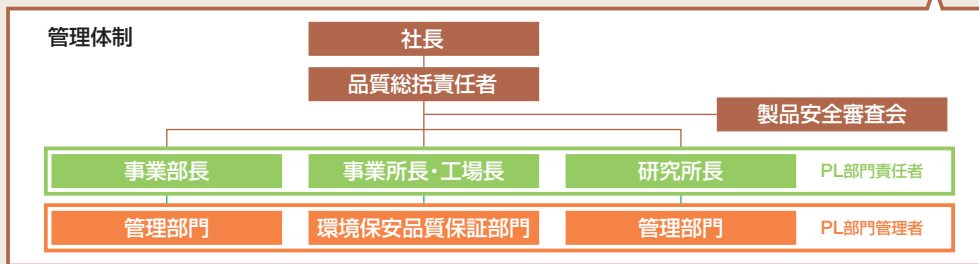 管理体制
社長
品質総括責任者
製品安全審査会
事業部長 事業所長・工場長 研究所長 PL部門責任者
管理部門 環境保安品質保証部門 管理部門 PL部門管理者